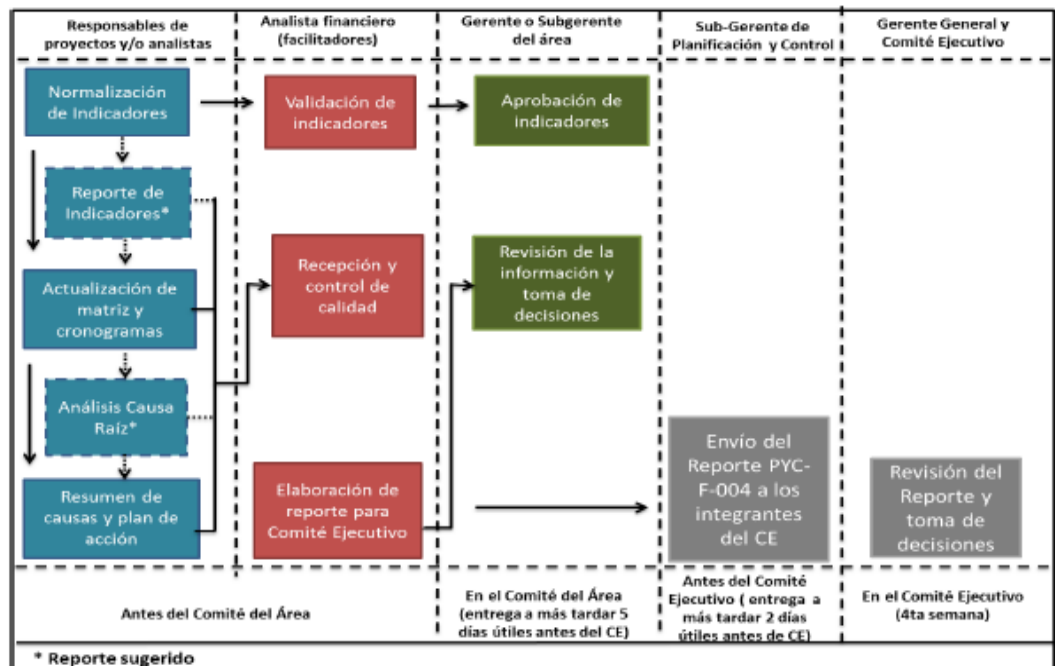 Responsables de
proyectos y/o analistas
Analista financiero
(facilitadores)
Gerente o Subgerente
del área
Sub-Gerente de
Planificación y Control
Gerente General y
Comité Ejecutivo
Normalización
de Indicadores
Validación de
indicadores
Aprobación de
indicadores
Reporte de
Indicadores*
Actualización de
matriz y
cronogramas
Recepción y
control de
calidad
Revisión de la
información y
toma de
decisiones
Análisis Causa
Raíz*
Resumen de
causas y plan de
acción
Elaboración de
reporte para
Comité Ejecutivo
Envío del
Reporte PYC-
F-004 a los
integrantes
del CE
Revisión del
Reporte y
toma de
decisiones
Antes del Comité del Área
En el Comité del Área
(entrega a más tardar 5
días útiles antes del CE)
Antes del Comité
Ejecutivo ( entrega a
más tardar 2 días
útiles antes de CE)
En el Comité Ejecutivo
(4ta semana)
* Reporte sugerido